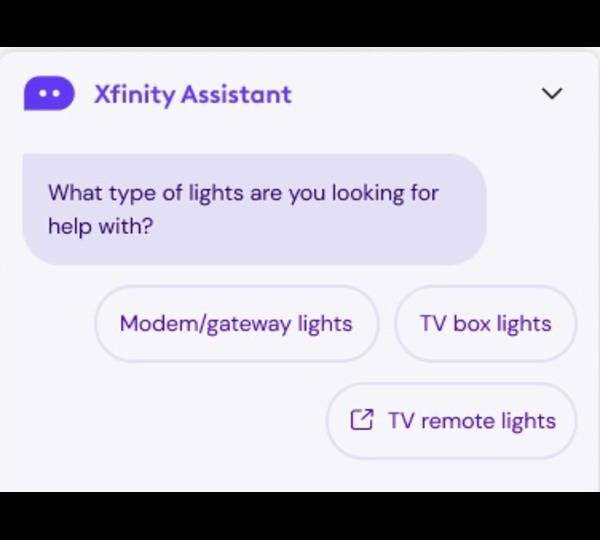 Xfinity Assistant
What type of lights are you looking for
help with?
Modem/gateway lights
TV box lights
TV remote lights